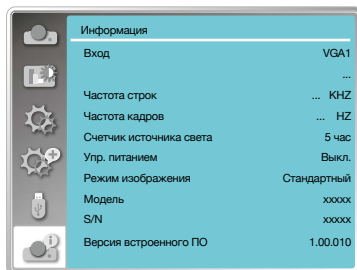 Информация
Вход VGA1
...
Частота строк ... KHZ
Частота кадров ... HZ
Счетчик источника света 5 час
Упр. питанием Выкл.
Режим изображения Стандартный
Модель xxxxx
S/N xxxxx
Версия встроенного ПО 1.00.010